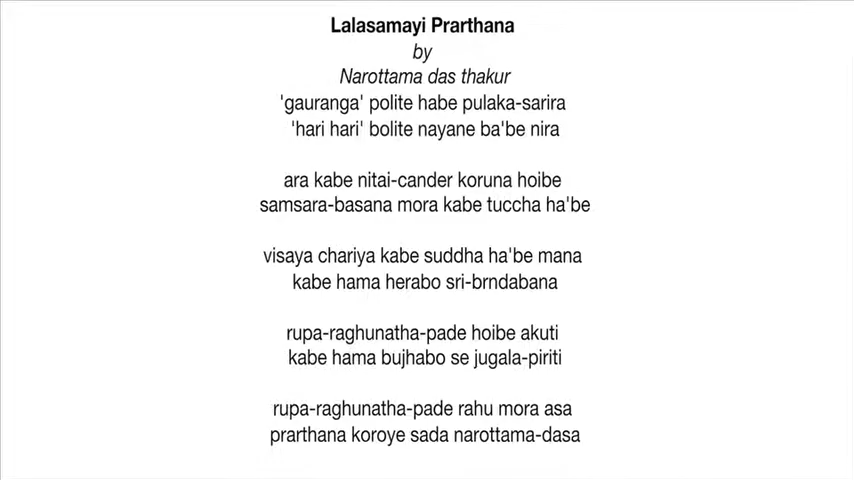 Lalasamayi Prarthana
by
Narottama das thakur
'gauranga' polite habe pulaka-sarira
'hari hari' bolite nayane ba'be nira
ara kabe nitai-cander koruna hoibe
samsara-basana mora kabe tuccha ha'be
visaya chariya kabe suddha ha'be mana
kabe hama herabo sri-brndabana
rupa-raghunatha-pade hoibe akuti
kabe hama bujhabo se jugala-piriti
rupa-raghunatha-pade rahu mora asa
prarthana koroye sada narottama-dasa